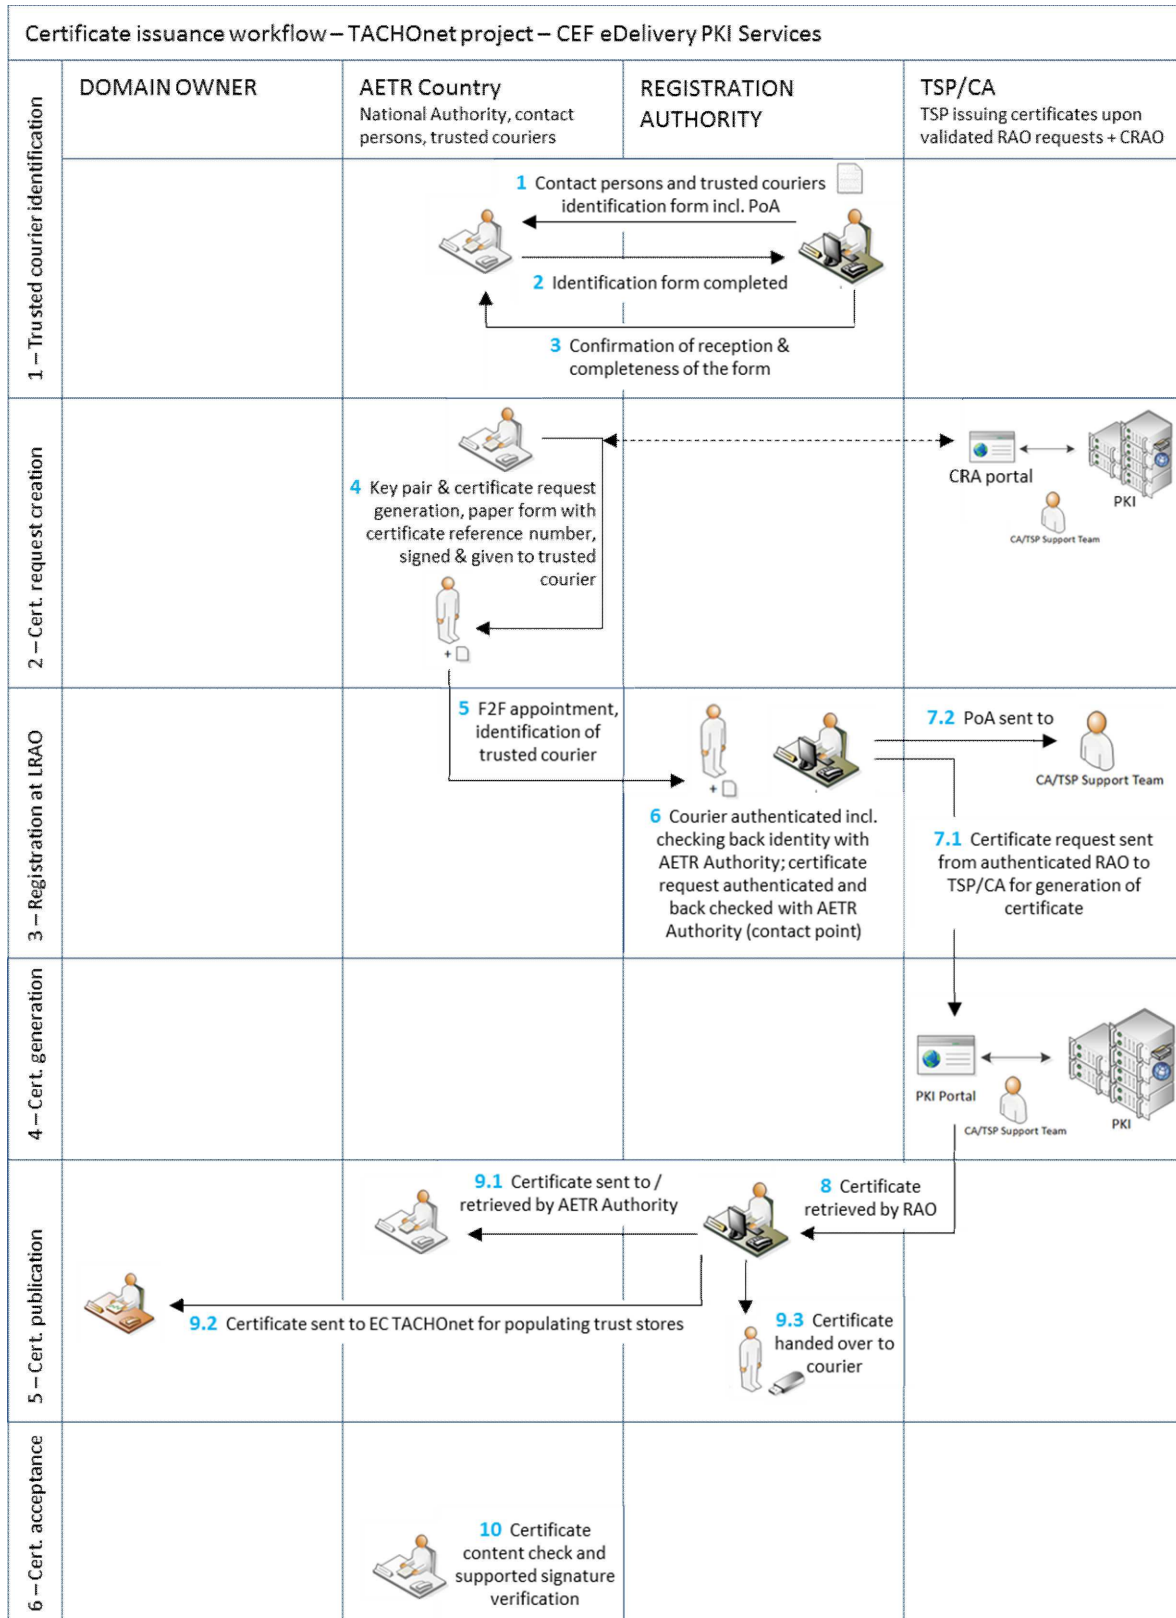 Certificate issuance workflow – TACHOnet project – CEF eDelivery PKI Services
DOMAIN OWNER
AETR Country
National Authority, contact
persons, trusted couriers
REGISTRATION
AUTHORITY
TSP/CA
TSP issuing certificates upon
validated RAO requests + CRAO
1 – Trusted courier identification
1 Contact persons and trusted couriers
identification form incl. PoA
2 Identification form completed
3 Confirmation of reception &
completeness of the form
2 – Cert. request creation
4 Key pair & certificate request
generation, paper form with
certificate reference number,
signed & given to trusted
courier
+
CRA portal
PKI
CA/TSP Support Team
3 – Registration at LRAO
5 F2F appointment,
identification of
trusted courier
+
6 Courier authenticated incl.
checking back identity with
AETR Authority; certificate
request authenticated and
back checked with AETR
Authority (contact point)
7.2 PoA sent to
CA/TSP Support Team
7.1 Certificate request sent
from authenticated RAO to
TSP/CA for generation of
certificate
4 – Cert. generation
PKI Portal
CA/TSP Support Team
PKI
5 – Cert. publication
9.1 Certificate sent to /
retrieved by AETR Authority
8 Certificate
retrieved by RAO
9.2 Certificate sent to EC TACHOnet for populating trust stores
9.3 Certificate
handed over to
courier
6 – Cert. acceptance
10 Certificate
content check and
supported signature
verification